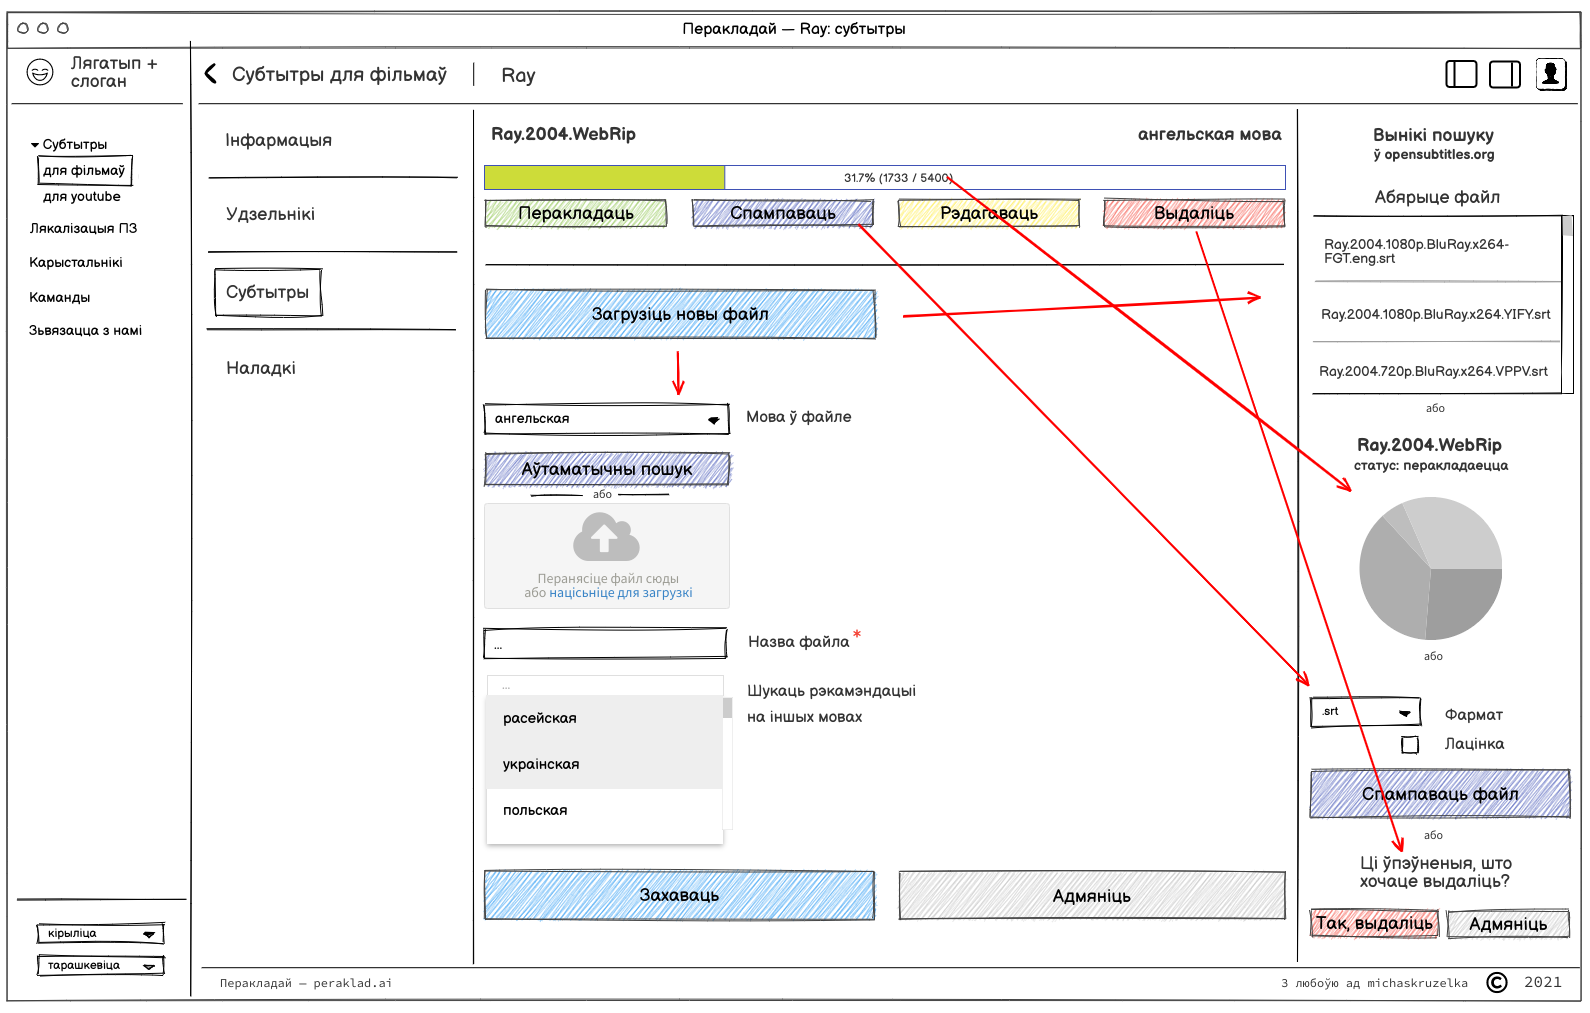 Перакладай — Ray: субтытры
Лягатып +
слоган
Субтытры для фільмаў
Ray
Субтытры
для фільмаў
для youtube
Лякалізацыя ПЗ
Карыстальнікі
Каманды
Зьвязацца з намі
кірыліца
тарашкевіца
Інфармацыя
Удзельнікі
Субтытры
Наладкі
Ray.2004.WebRip
ангельская мова
31.7% (1733 / 5400)
Перакладаць
Спампаваць
Рэдагаваць
Выдаліць
Загрузіць новы файл
ангельская
Мова ў файле
Аўтаматычны пошук
або
Перанясіце файл сюды
або націсьніце для загрузкі
...
Назва файла*
...
Шукаць рэкамэндацыі
на іншых мовах
расейская
украінская
польская
Захаваць
Адмяніць
Вынікі пошуку
ў opensubtitles.org
Абярыце файл
Ray.2004.1080p.BluRay.x264-
FGT.eng.srt
Ray.2004.1080p.BluRay.x264.YIFY.srt
Ray.2004.720p.BluRay.x264.VPPV.srt
або
Ray.2004.WebRip
статус: перакладаецца
або
.srt
Фармат
Лацінка
Спампаваць файл
або
Ці ўпэўненыя, што
хочаце выдаліць?
Так, выдаліць
Адмяніць
Перакладай — peraklad.ai
З любоўю ад michaskruzelka
© 2021